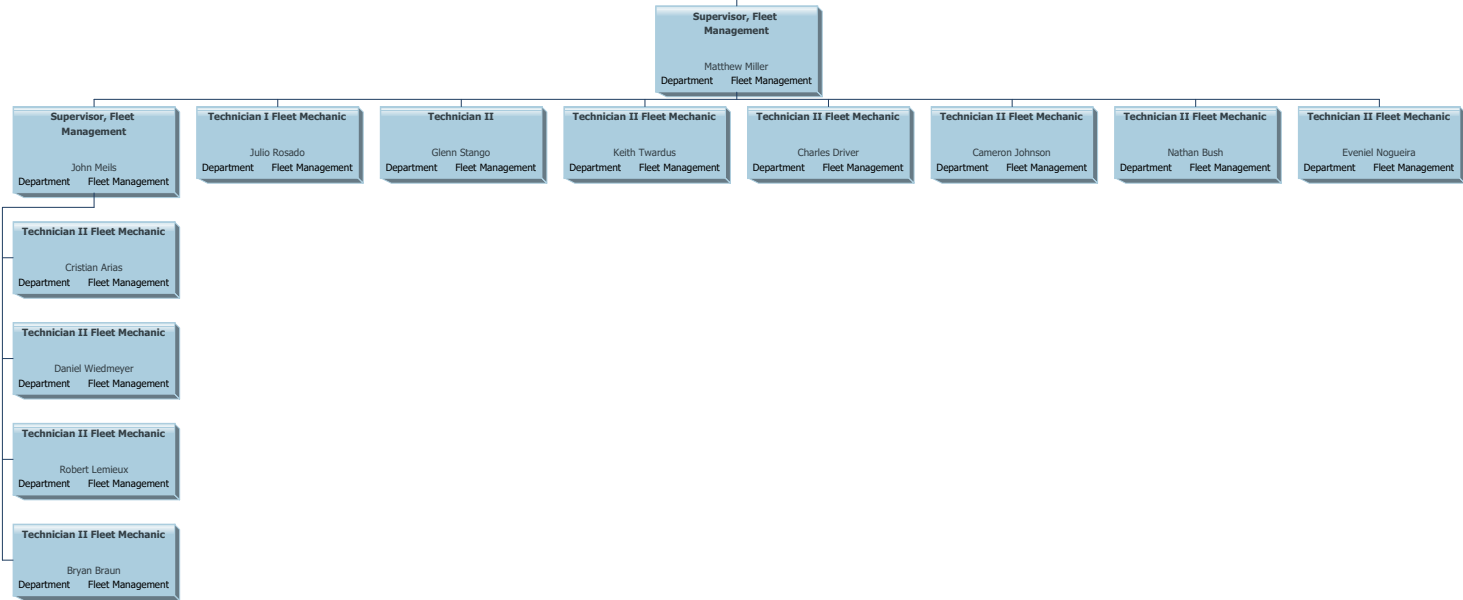 Supervisor, Fleet
Management
Matthew Miller
Department Fleet Management
Supervisor, Fleet
Management
John Meils
Department Fleet Management
Technician I Fleet Mechanic
Julio Rosado
Department Fleet Management
Technician II
Glenn Stango
Department Fleet Management
Technician II Fleet Mechanic
Keith Twardus
Department Fleet Management
Technician II Fleet Mechanic
Charles Driver
Department Fleet Management
Technician II Fleet Mechanic
Cameron Johnson
Department Fleet Management
Technician II Fleet Mechanic
Nathan Bush
Department Fleet Management
Technician II Fleet Mechanic
Eveniel Nogueira
Department Fleet Management
Technician II Fleet Mechanic
Cristian Arias
Department Fleet Management
Technician II Fleet Mechanic
Daniel Wiedmeyer
Department Fleet Management
Technician II Fleet Mechanic
Robert Lemieux
Department Fleet Management
Technician II Fleet Mechanic
Bryan Braun
Department Fleet Management